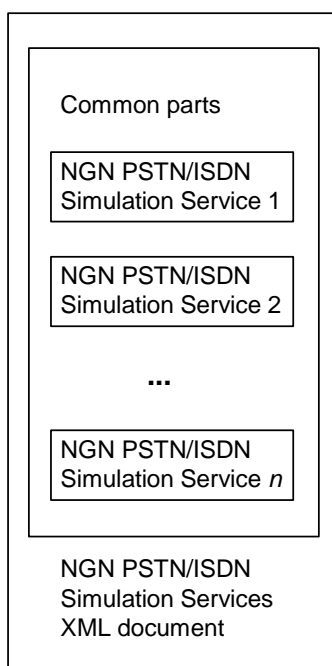 Common parts
NGN PSTN/ISDN
Simulation Service 1
NGN PSTN/ISDN
Simulation Service 2
...
NGN PSTN/ISDN
Simulation Service n
NGN PSTN/ISDN
Simulation Services
XML document